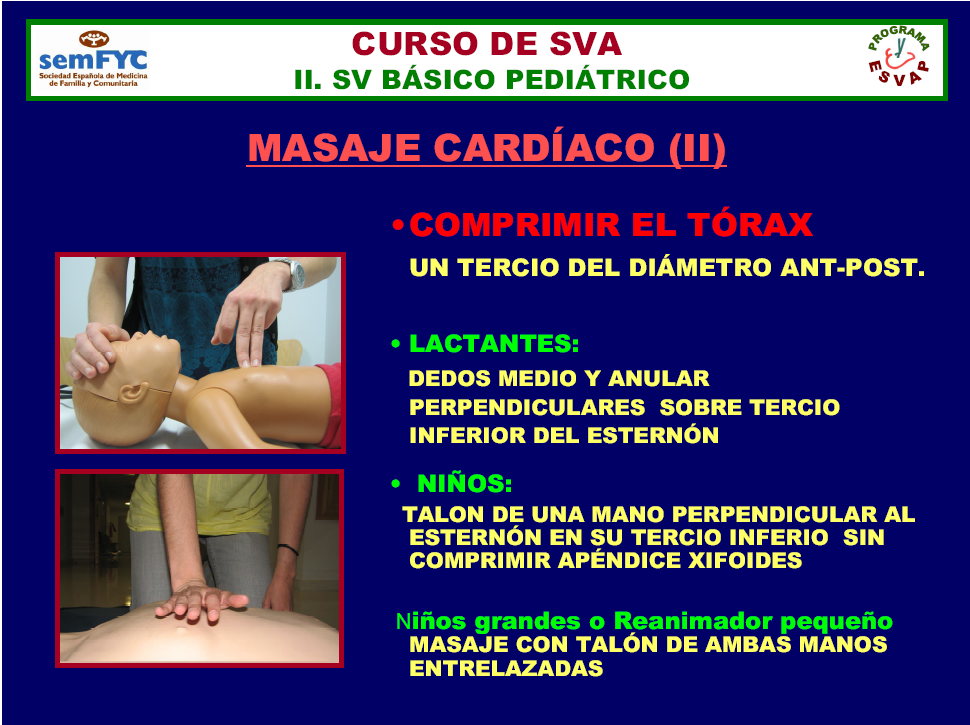 semFYC
Sociedad Española de Medicina
de Familia y Comunitaria
CURSO DE SVA
II. SV BÁSICO PEDIÁTRICO
PROGRAMA
ESVAP
MASAJE CARDÍACO (II)
•COMPRIMIR EL TÓRAX
UN TERCIO DEL DIÁMETRO ANT-POST.
• LACTANTES:
DEDOS MEDIO Y ANULAR
PERPENDICULARES SOBRE TERCIO
INFERIOR DEL ESTERNÓN
• NIÑOS:
TALON DE UNA MANO PERPENDICULAR AL
ESTERNÓN EN SU TERCIO INFERIO SIN
COMPRIMIR APÉNDICE XIFOIDES
Niños grandes o Reanimador pequeño
MASAJE CON TALÓN DE AMBAS MANOS
ENTRELAZADAS